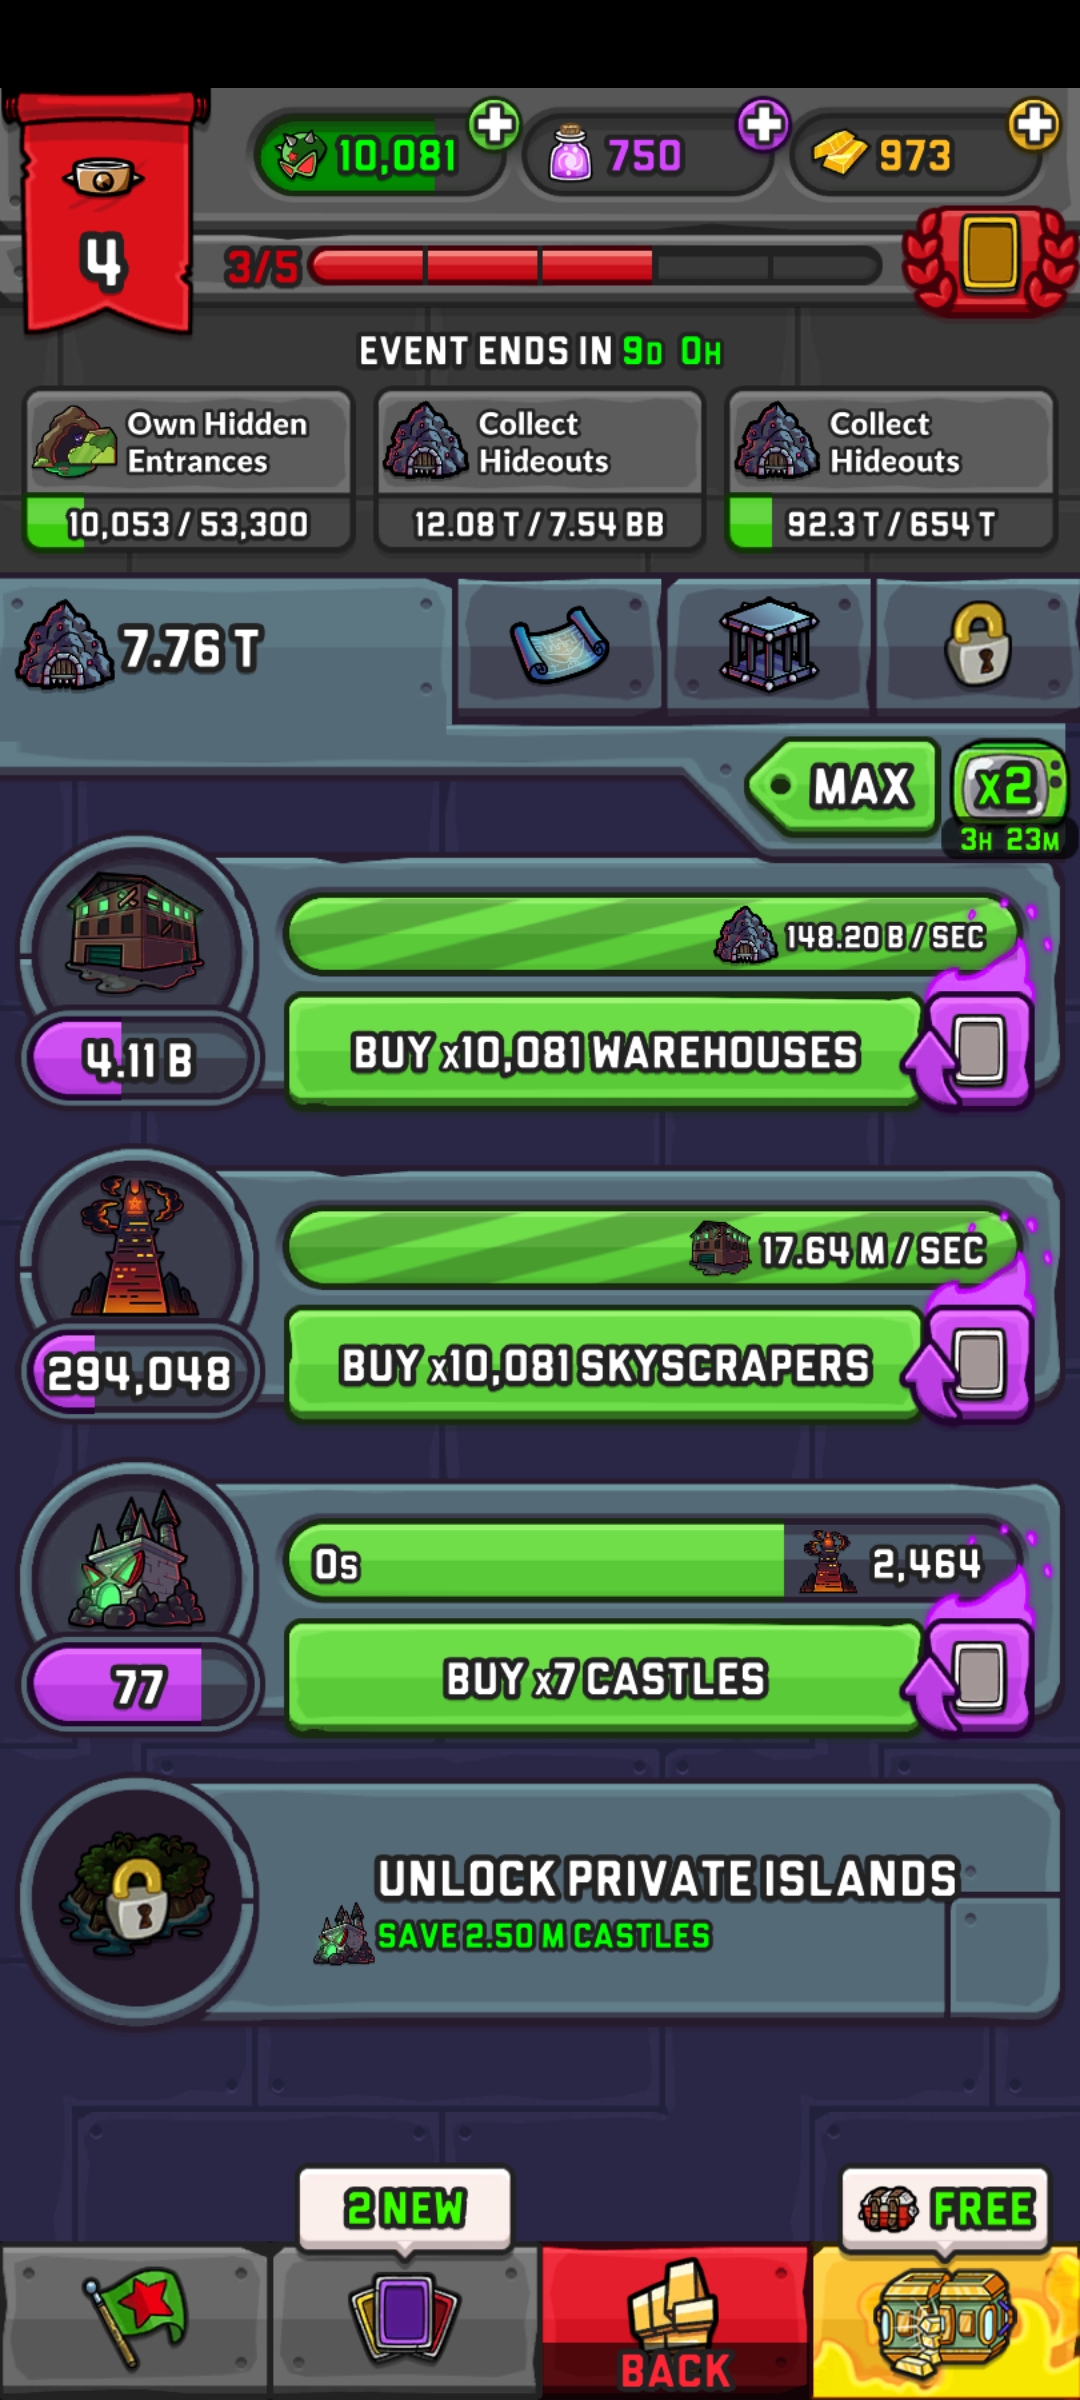 10,081
750
973
4
3/5
EVENT ENDS IN 9D 0H
Own Hidden
Entrances
10,053 / 53,300
Collect
Hideouts
12.08 T / 7.54 BB
Collect
Hideouts
92.3 T / 654 T
7.76 T
MAX
x2
3H 23M
148.20 B / SEC
4.11 B
BUY x10,081 WAREHOUSES
17.64 M / SEC
294,048
BUY x10,081 SKYSCRAPERS
0s
2,464
77
BUY x7 CASTLES
UNLOCK PRIVATE ISLANDS
SAVE 2.50 M CASTLES
2 NEW
FREE
BACK